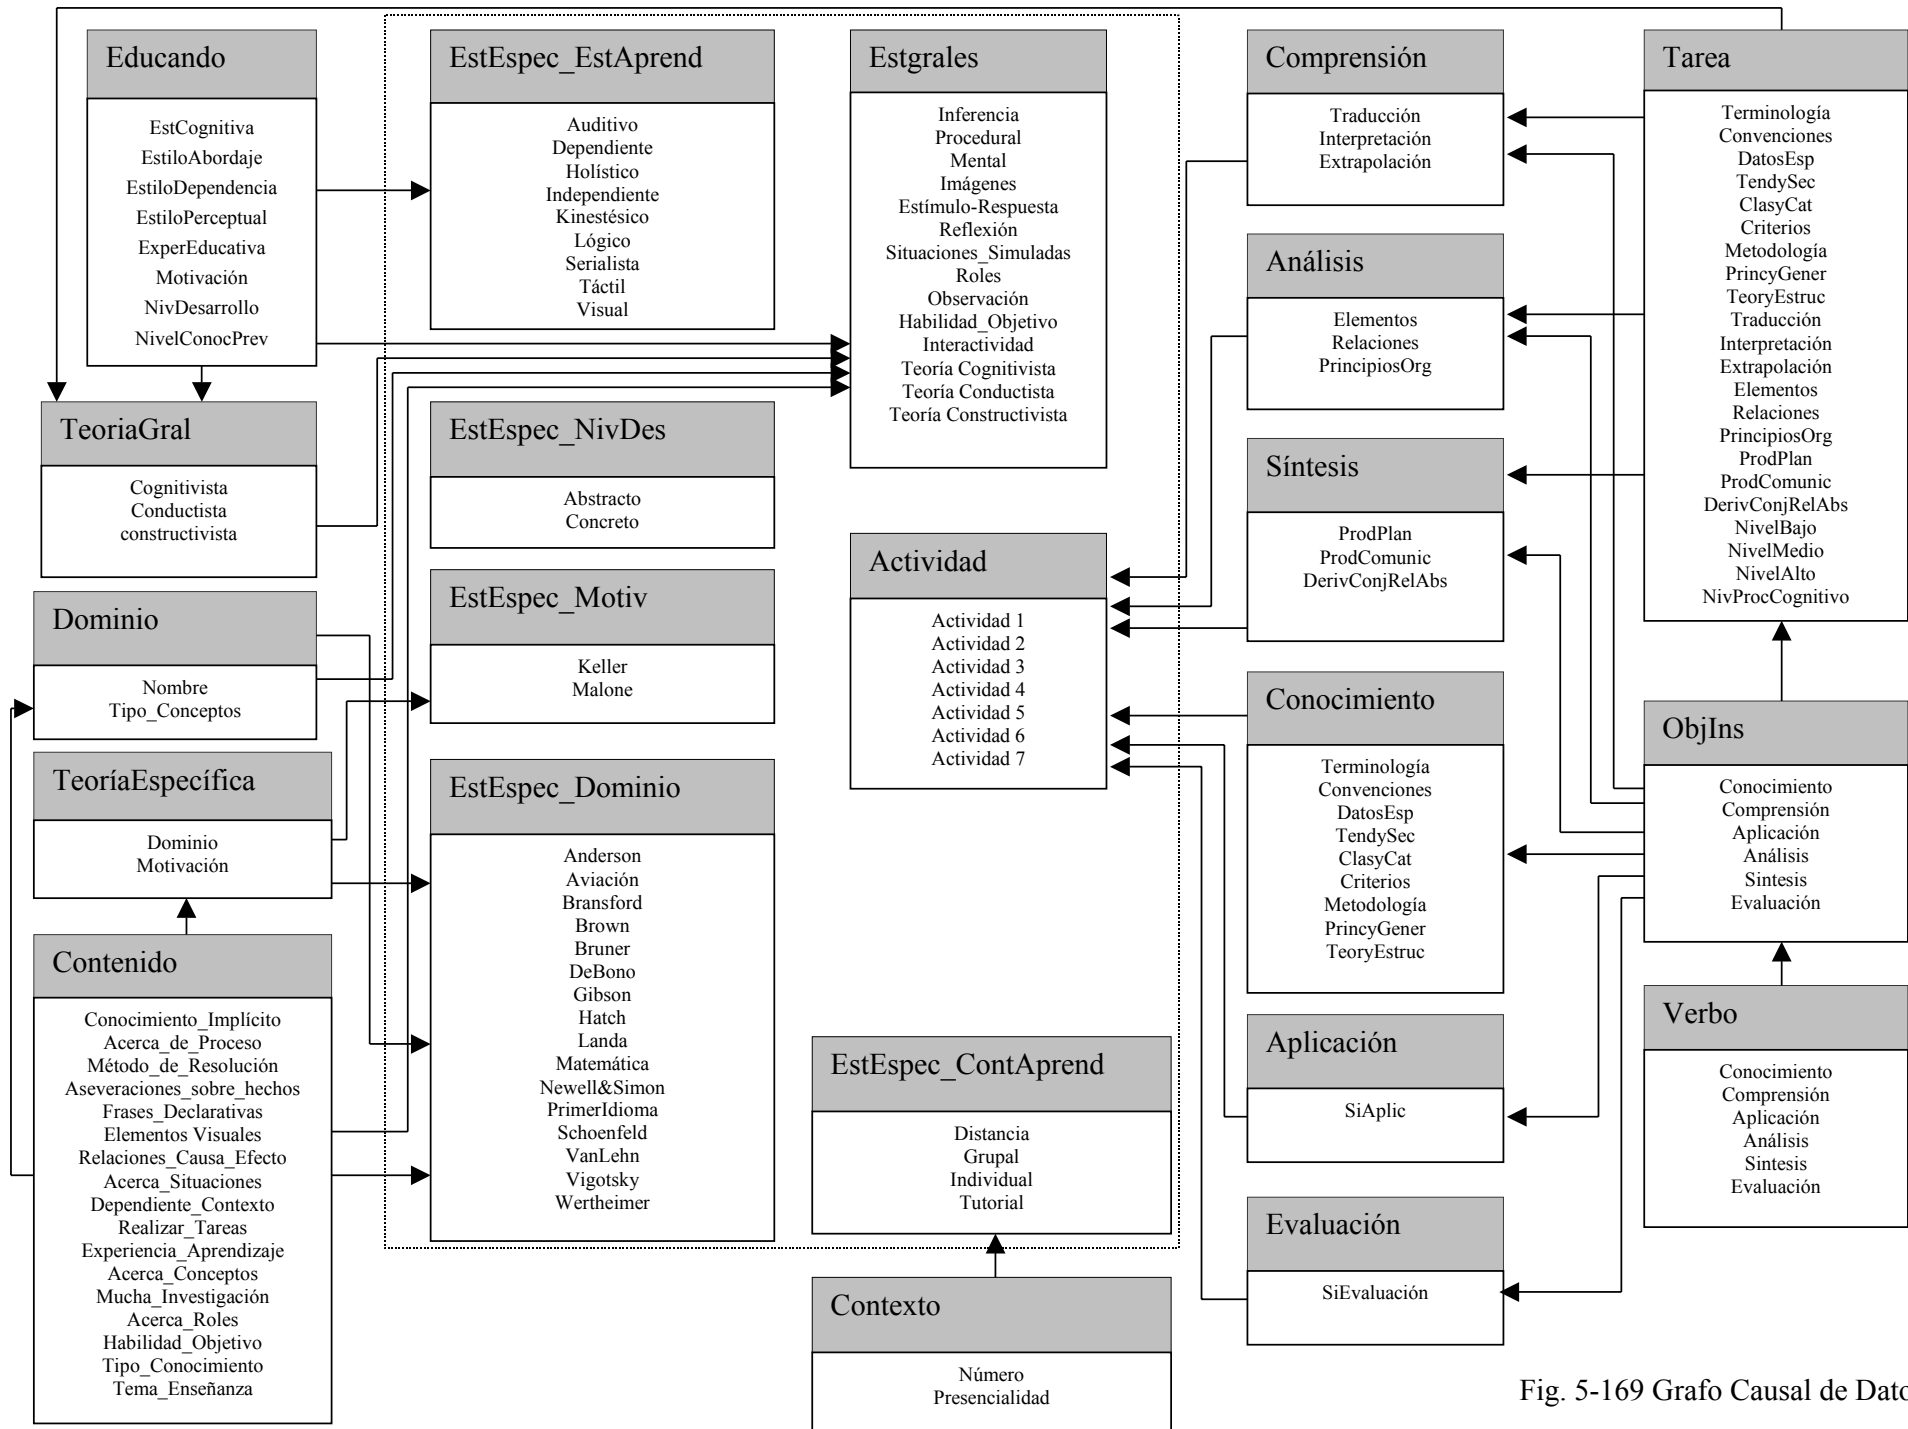 Educando
EstCognitiva
EstiloAbordaje
EstiloDependencia
EstiloPerceptual
ExperEducativa
Motivación
NivDesarrollo
NivelConocPrev
TeoriaGral
Cognitivista
Conductista
constructivista
Dominio
Nombre
Tipo_Conceptos
TeoríaEspecífica
Dominio
Motivación
Contenido
Conocimiento_Implícito
Acerca_de_Proceso
Método_de_Resolución
Aseveraciones_sobre_hechos
Frases_Declarativas
Elementos Visuales
Relaciones_Causa_Efecto
Acerca_Situaciones
Dependiente_Contexto
Realizar_Tareas
Experiencia_Aprendizaje
Acerca_Conceptos
Mucha_Investigación
Acerca_Roles
Habilidad_Objetivo
Tipo_Conocimiento
Tema_Enseñanza
EstEspec_EstAprend
Auditivo
Dependiente
Holístico
Independiente
Kinestésico
Lógico
Serialista
Táctil
Visual
EstEspec_NivDes
Abstracto
Concreto
EstEspec_Motiv
Keller
Malone
EstEspec_Dominio
Anderson
Aviación
Bransford
Brown
Bruner
DeBono
Gibson
Hatch
Landa
Matemática
Newell&Simon
PrimerIdioma
Schoenfeld
VanLehn
Vigotsky
Wertheimer
Estgrales
Inferencia
Procedural
Mental
Imágenes
Estímulo-Respuesta
Reflexión
Situaciones_Simuladas
Roles
Observación
Habilidad_Objetivo
Interactividad
Teoría Cognitivista
Teoría Conductista
Teoría Constructivista
Actividad
Actividad 1
Actividad 2
Actividad 3
Actividad 4
Actividad 5
Actividad 6
Actividad 7
EstEspec_ContAprend
Distancia
Grupal
Individual
Tutorial
Contexto
Número
Presencialidad
Comprensión
Traducción
Interpretación
Extrapolación
Análisis
Elementos
Relaciones
PrincipiosOrg
Síntesis
ProdPlan
ProdComunic
DerivConjRelAbs
Conocimiento
Terminología
Convenciones
DatosEsp
TendySec
ClasyCat
Criterios
Metodología
PrincyGener
TeoryEstruc
Aplicación
SiAplic
Evaluación
SiEvaluación
Tarea
Terminología
Convenciones
DatosEsp
TendySec
ClasyCat
Criterios
Metodología
PrincyGener
TeoryEstruc
Traducción
Interpretación
Extrapolación
Elementos
Relaciones
PrincipiosOrg
ProdPlan
ProdComunic
DerivConjRelAbs
NivelBajo
NivelMedio
NivelAlto
NivProcCognitivo
ObjIns
Conocimiento
Comprensión
Aplicación
Análisis
Sintesis
Evaluación
Verbo
Conocimiento
Comprensión
Aplicación
Análisis
Sintesis
Evaluación
Fig. 5-169 Grafo Causal de Dato